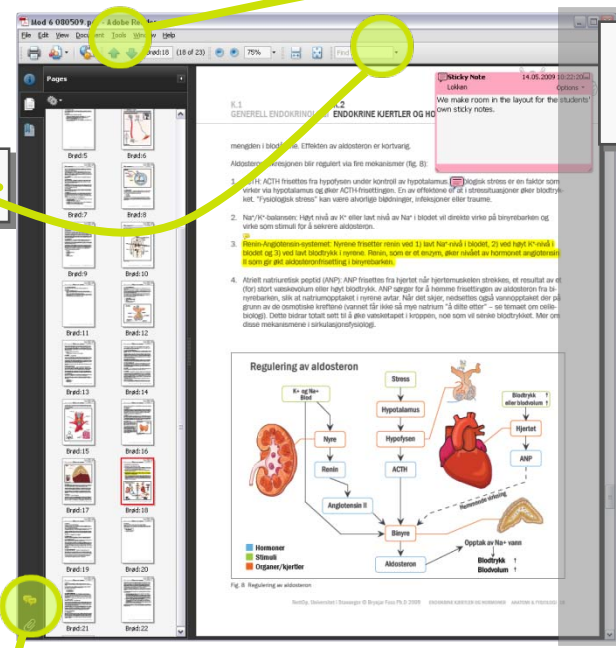 Mod 6 080509.pdf - Adobe Reader
File Edit View Document Tools Window Help
Brød:18 (18 of 23) 75% Find
Pages
Brød:5 Brød:6
Brød:7 Brød:8
Brød:9 Brød:10
Brød:11 Brød:12
Brød:13 Brød:14
Brød:15 Brød:16
Brød:17 Brød:18
Brød:19 Brød:20
Brød:21 Brød:22
Sticky Note 14.05.2009 10:22:20
Lokken Options
We make room in the layout for the students'
own sticky notes.
K.1
GENERELL ENDOKRINOLOGI ENDOKRINE KJERTLER OG HO
mengden i blodbanene. Effekten av aldosteron er kortvarig.
Aldosteronsekresjonen blir regulert via fire mekanismer (fig. 8):
1. ACTH: ACTH frisettes fra hypofysen under kontroll av hypotalamus. Fysiologisk stress er en faktor som
virker via hypotalamus og øker ACTH-frisettingen. En av effektene er at i stressituasjoner øker blodtryk-
ket. "Fysiologisk stress" kan være alvorlige blødninger, infeksjoner eller traume.
2. Na⁺/K⁺-balansen: Høyt nivå av K⁺ eller lavt nivå av Na⁺ i blodet vil direkte virke på binyrebarken og
virke som stimuli for å sekrere aldosteron.
3. Renin-Angiotensin-systemet: Nyrene frisetter renin ved 1) lavt Na⁺-nivå i blodet, 2) ved høyt K⁺-nivå i
blodet og 3) ved lavt blodtrykk i nyrene. Renin, som er et enzym, øker nivået av hormonet angiotensin
II som gir økt aldosteronfrisetting i binyrebarken.
4. Atrielt natriuretisk peptid (ANP): ANP frisettes fra hjertet når hjertemuskelen strekkes, et resultat av et
(for) stort væskevolum eller høyt blodtrykk. ANP sørger for å hemme frisettingen av aldosteron fra bi-
nyrebarken, slik at natriumopptaket i nyrene avtar. Når det skjer, nedsettes også vannopptaket der på
grunn av de osmotiske kreftene (vannet får ikke så mye natrium "å dilte etter" – se temaet om celle-
biologi). Dette bidrar totalt sett til å øke væsketapet i kroppen, noe som vil senke blodtrykket. Mer om
disse mekanismene i sirkulasjonsfysiologi.
Regulering av aldosteron
K+ og Na+
Blod
Stress
Blodtrykk ↑
eller blodvolum ↑
Hypotalamus
Hjertet
Nyre
Hypofysen
ANP
Renin
ACTH
Angiotensin II
Hemmende virkning
Binyre
Opptak av Na+ vann
Aldosteron
Blodtrykk ↑
Blodvolum ↑
Hormoner
Stimuli
Organer/kjertler
Fig. 8 Regulering av aldosteron